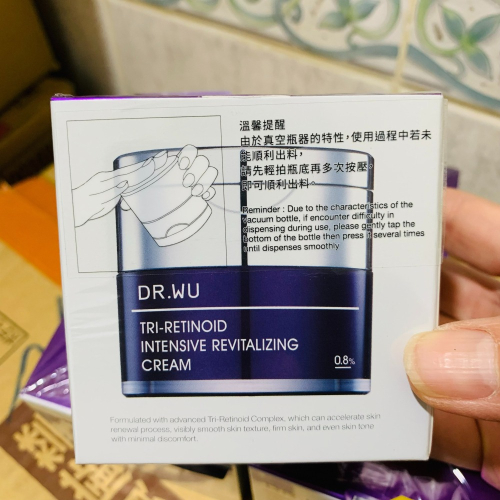 溫馨提醒
由於真空瓶器的特性,使用過程中若未
能順利出料,
請先輕拍瓶底再多次按壓,
即可順利出料。
Reminder : Due to the characteristics of the
vacuum bottle, if encounter difficulty in
dispensing during use, please gently tap the
bottom of the bottle then press it several times
until dispenses smoothly
DR.WU
TRI-RETINOID
INTENSIVE REVITALIZING
CREAM
0.8%
Formulated with advanced Tri-Retinoid Complex, which can accelerate skin
renewal process, visibly smooth skin texture, firm skin, and even skin tone
with minimal discomfort.